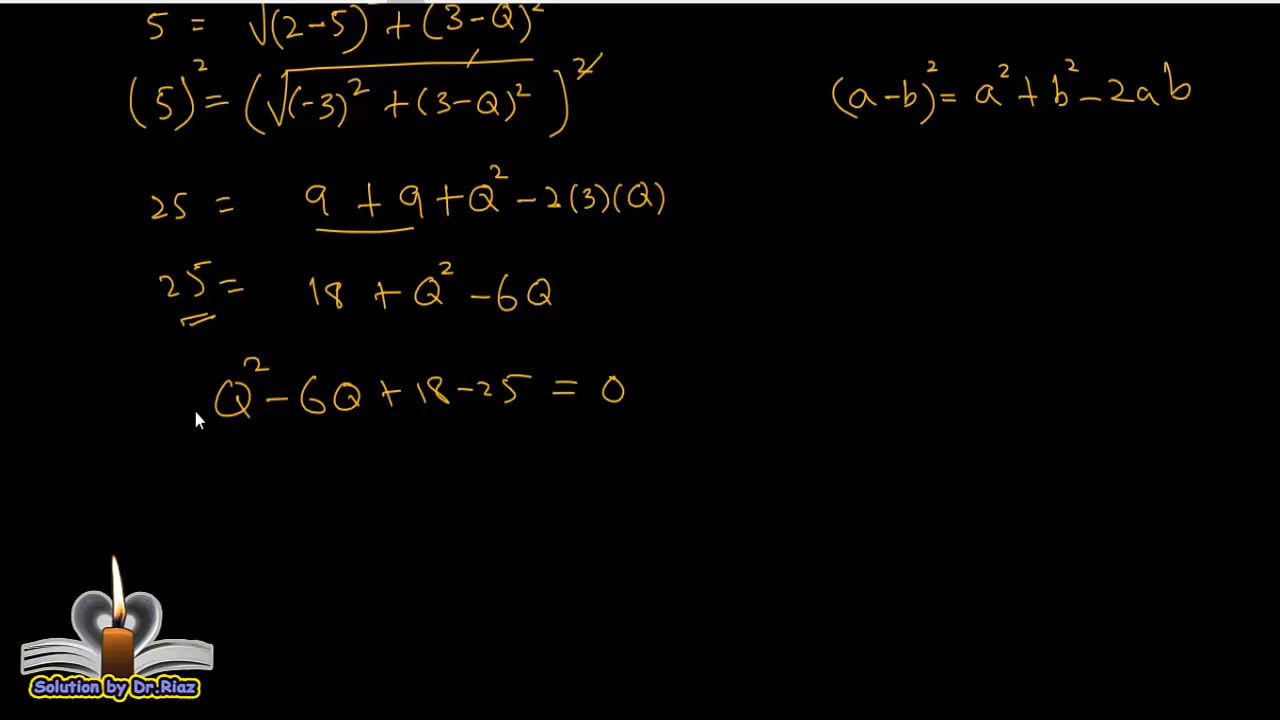 5 = √(2-5) + (3-Q)²
(5)² = (√(-3)² + (3-Q)²)²
(a-b)² = a² + b² - 2ab
25 = 9 + 9 + Q² - 2(3)(Q)
25 = 18 + Q² - 6Q
Q² - 6Q + 18 - 25 = 0
Solution by Dr.Riaz